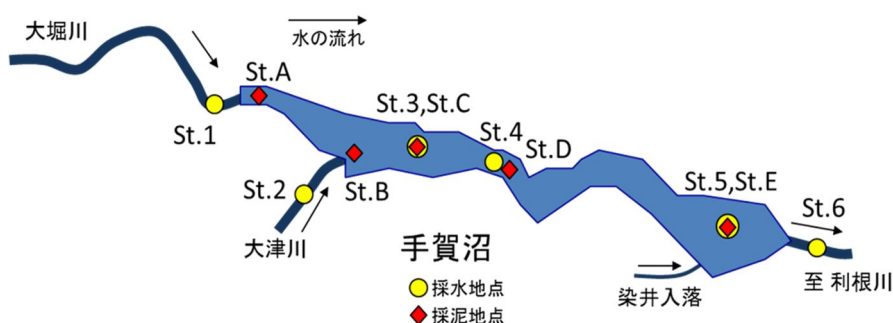 大堀川
水の流れ
St.A
St.1
St.3,St.C
St.4
St.D
St.2
St.B
大津川
St.5,St.E
St.6
手賀沼
採水地点
採泥地点
染井入落
至 利根川